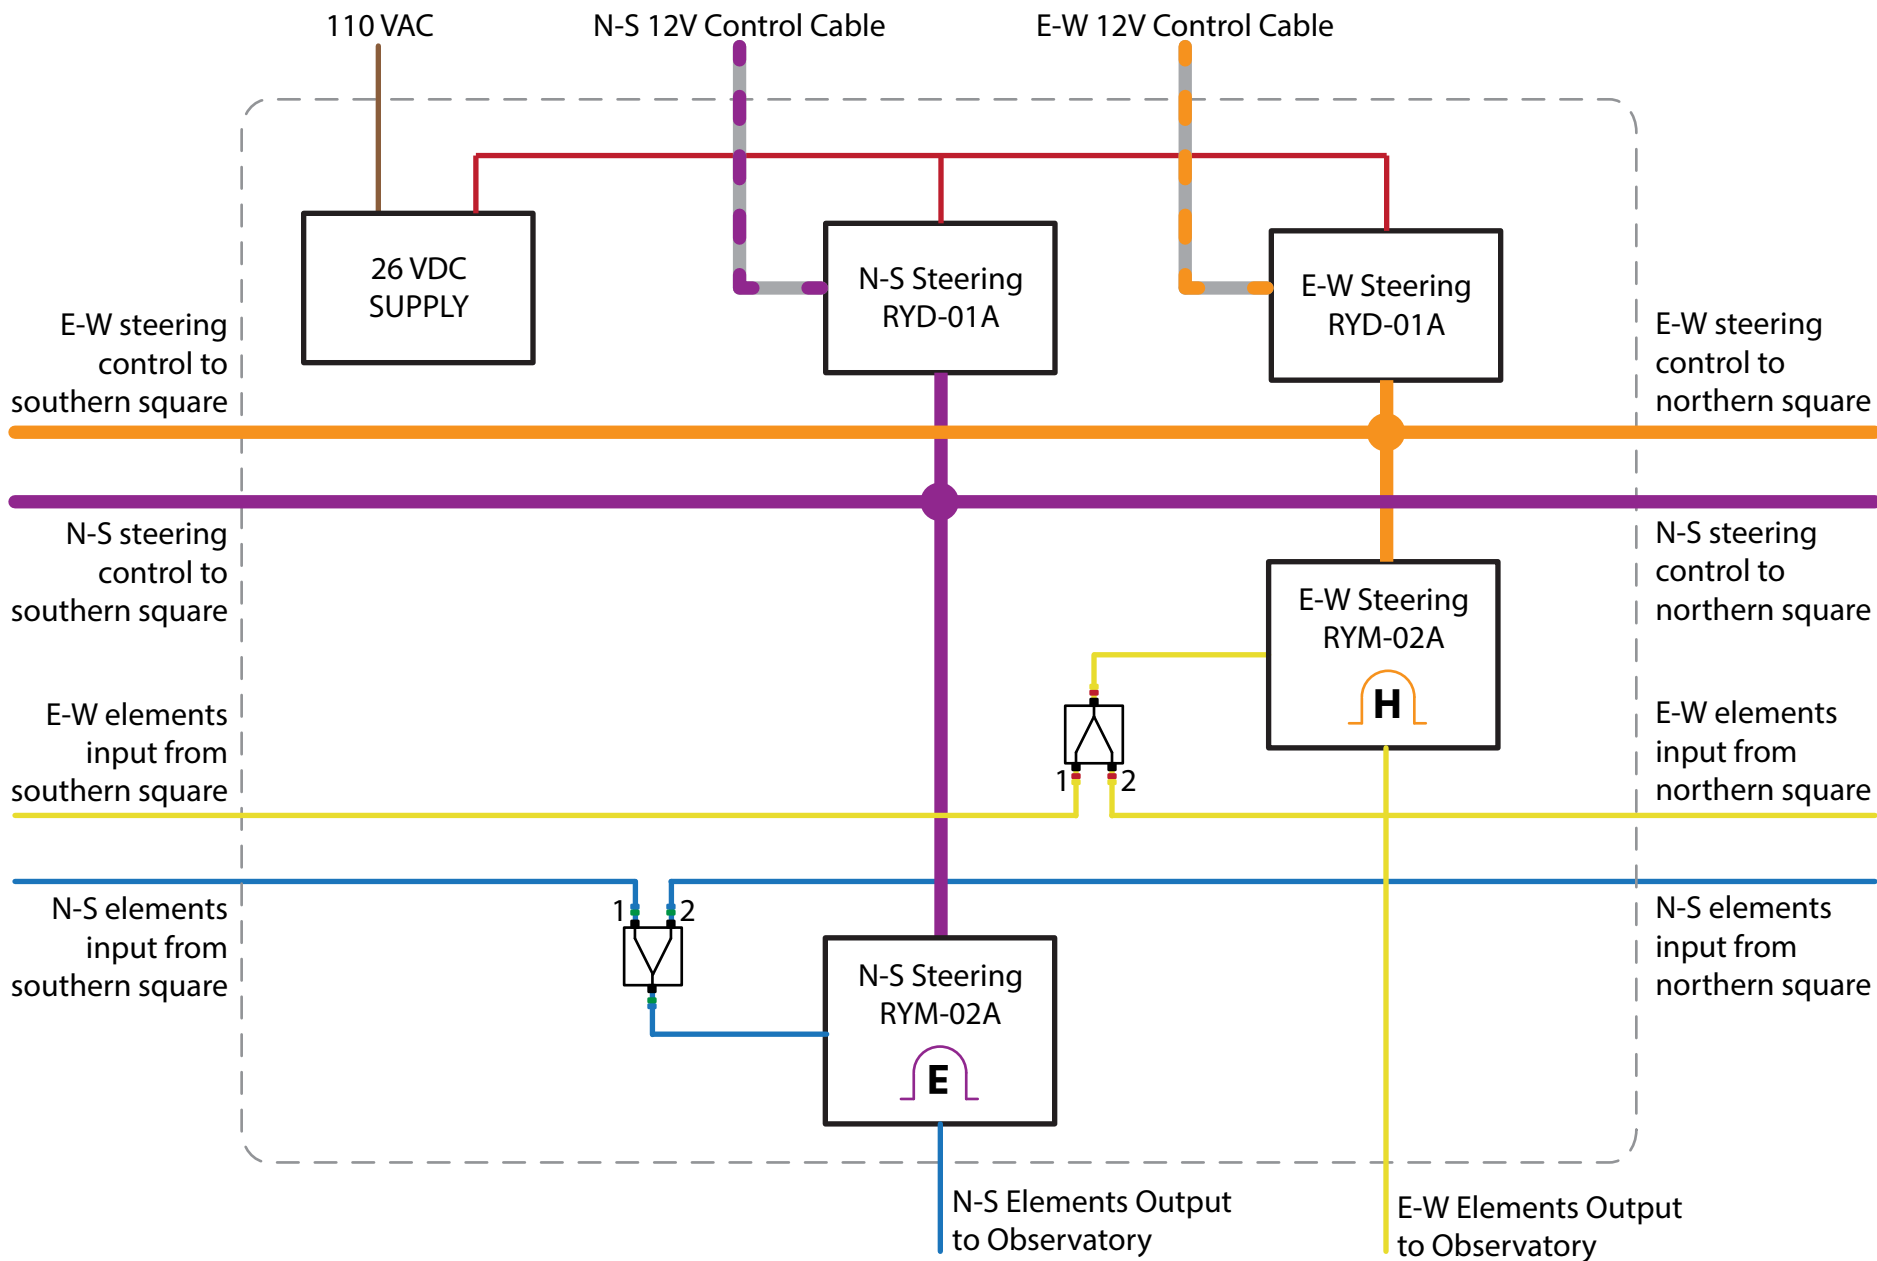 110 VAC
N-S 12V Control Cable
E-W 12V Control Cable
26 VDC
SUPPLY
N-S Steering
RYD-01A
E-W Steering
RYD-01A
E-W steering
control to
southern square
E-W steering
control to
northern square
N-S steering
control to
southern square
N-S steering
control to
northern square
E-W Steering
RYM-02A
H
E-W elements
input from
southern square
1
2
E-W elements
input from
northern square
N-S elements
input from
southern square
1
2
N-S Steering
RYM-02A
E
N-S elements
input from
northern square
N-S Elements Output
to Observatory
E-W Elements Output
to Observatory